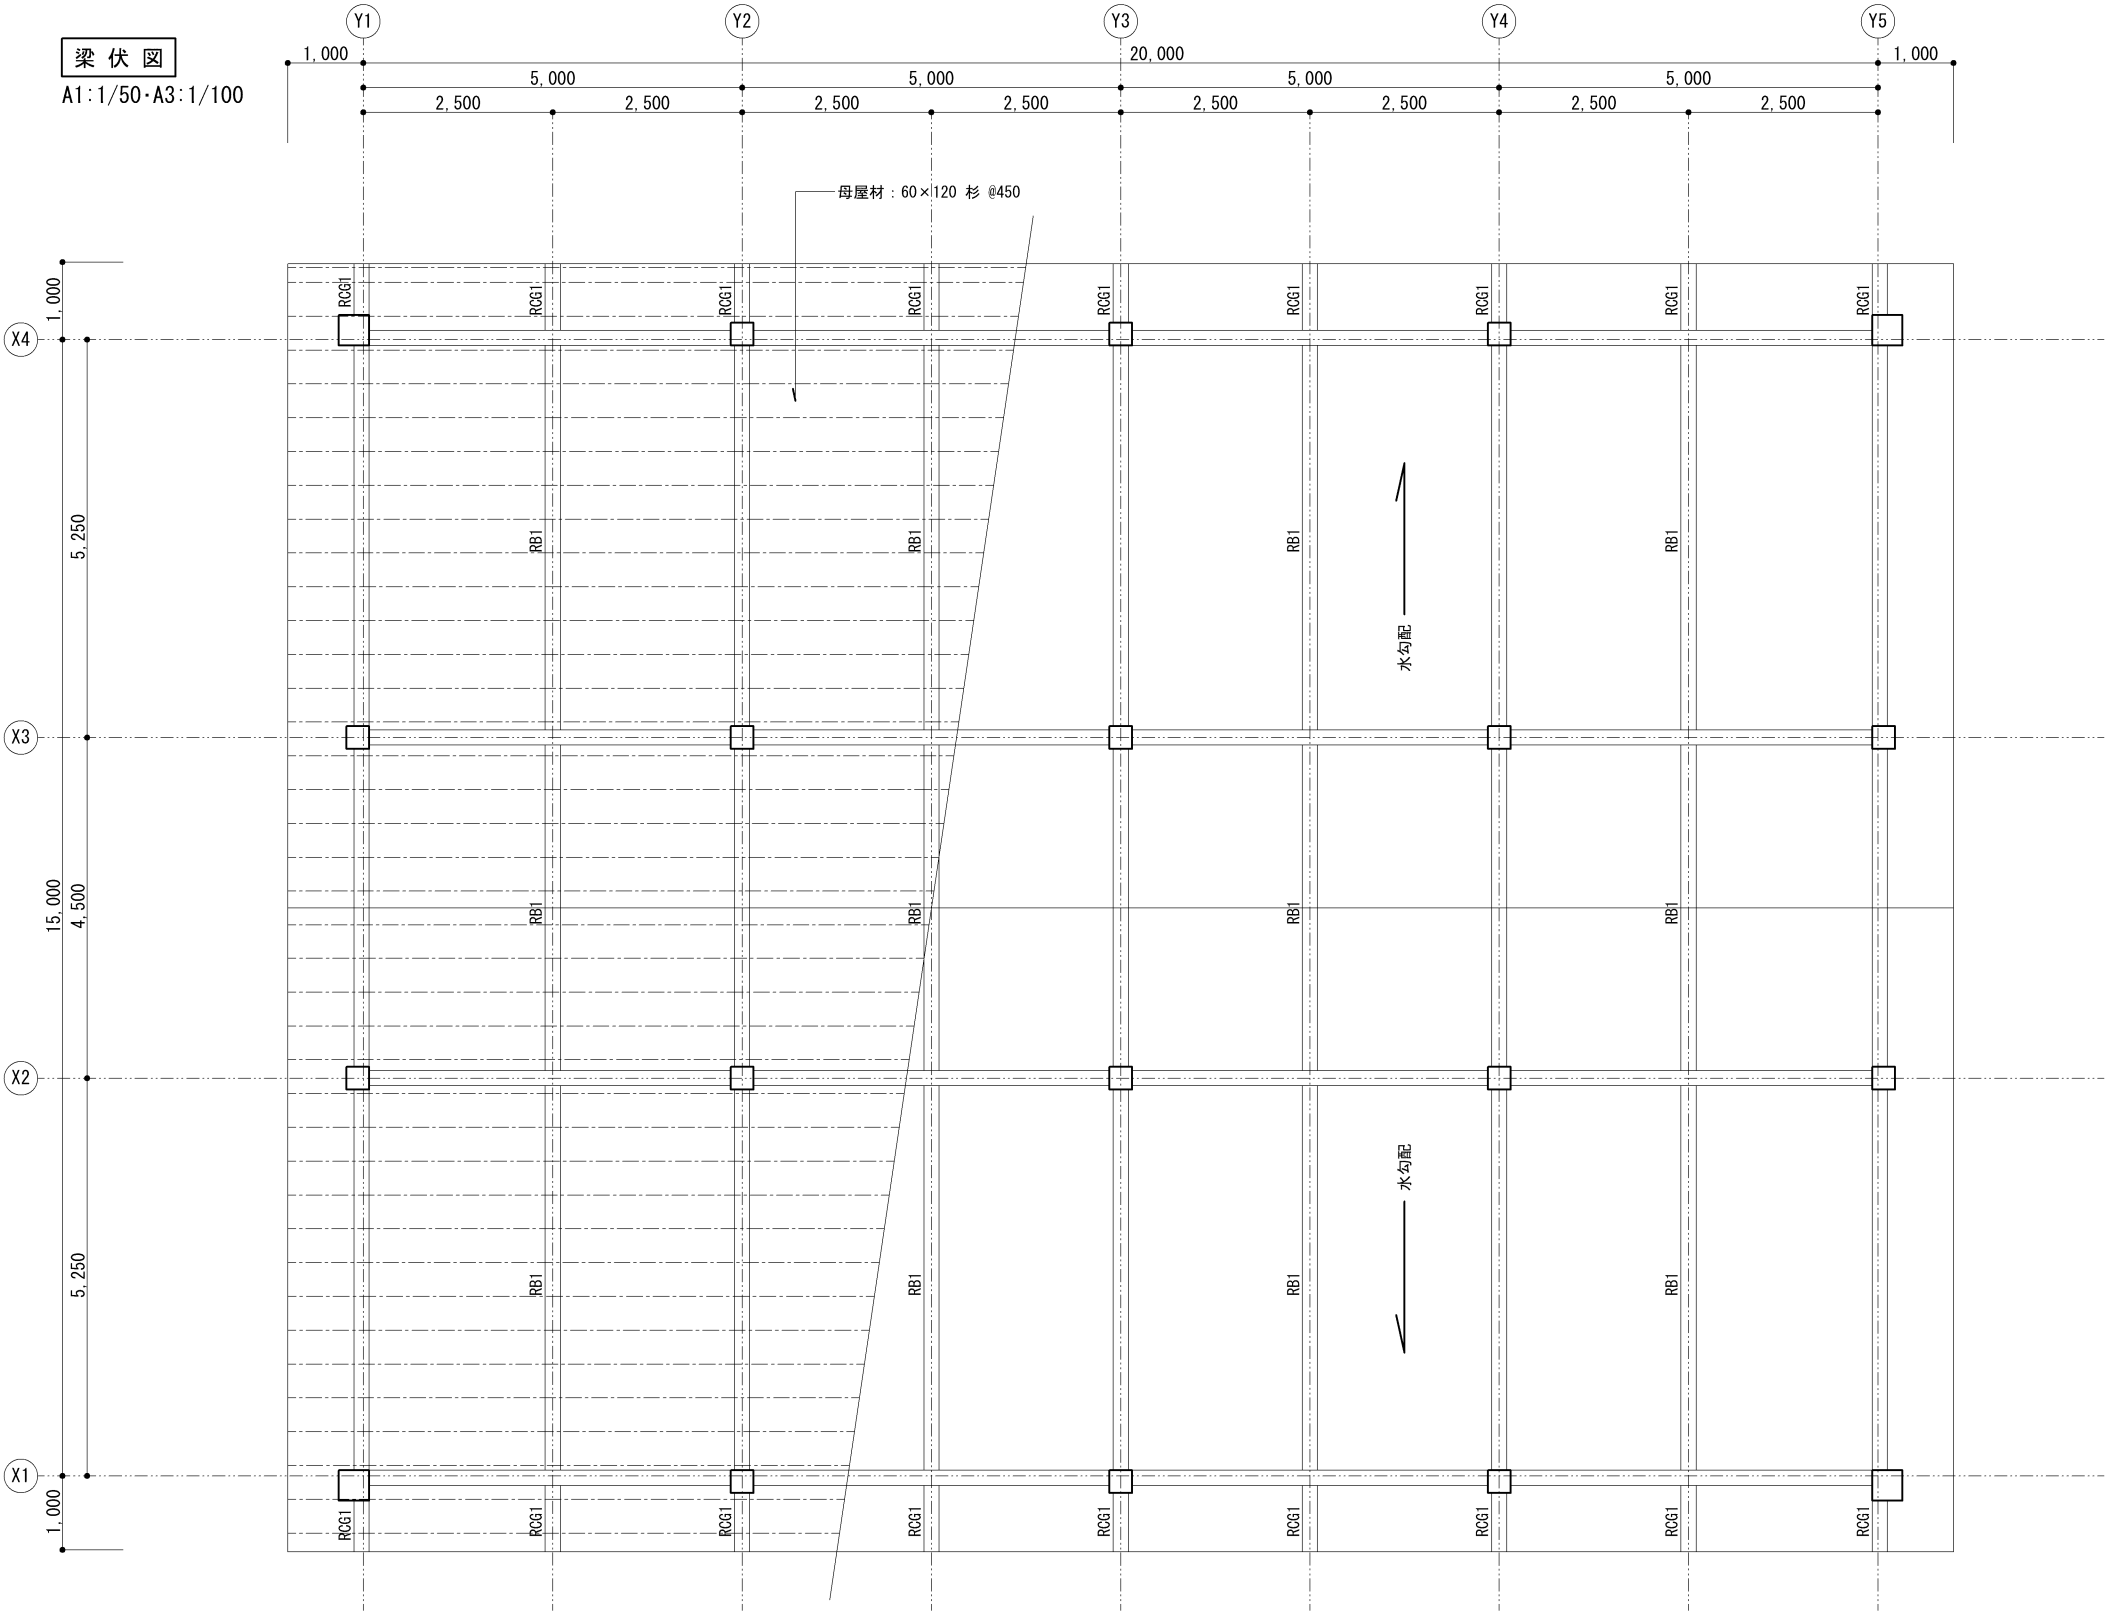 Y1 Y2 Y3 Y4 Y5
梁 伏 図
A1:1/50･A3:1/100
1,000 20,000 1,000
5,000 5,000 5,000 5,000
2,500 2,500 2,500 2,500 2,500 2,500 2,500 2,500
母屋材：60×120 杉 @450
1,000
RCG1 RCG1 RCG1 RCG1 RCG1 RCG1 RCG1 RCG1 RCG1
X4
5,250
RB1 RB1 RB1 RB1
水勾配
X3
15,000
4,500
RB1 RB1 RB1 RB1
X2
水勾配
5,250
RB1 RB1 RB1 RB1
X1
1,000
RCG1 RCG1 RCG1 RCG1 RCG1 RCG1 RCG1 RCG1 RCG1